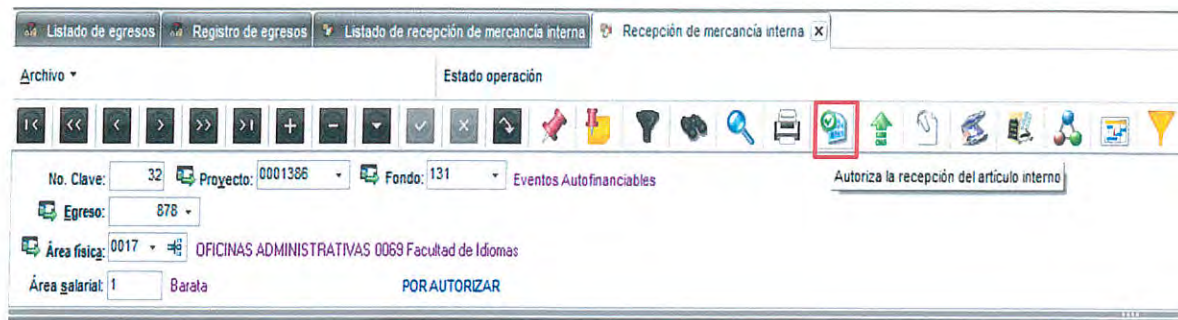 Listado de egresos Registro de egresos Listado de recepción de mercancía interna Recepción de mercancía interna x
Archivo Estado operación
No. Clave: 32 Proyecto: 0001386 Fondo: 131 Eventos Autofinanciables
Autoriza la recepción del artículo interno
Egreso: 878
Área física: 0017 OFICINAS ADMINISTRATIVAS 0069 Facultad de Idiomas
Área salarial: 1 Barata POR AUTORIZAR